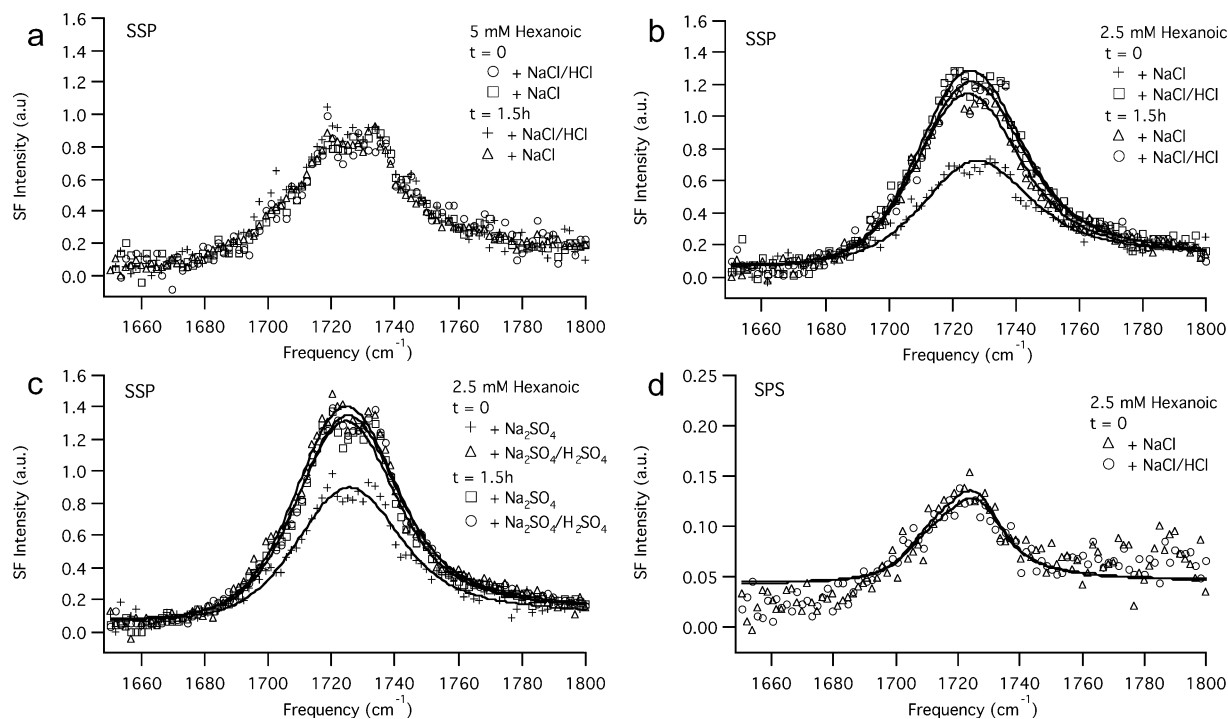 a
SSP
5 mM Hexanoic
t = 0
○ + NaCl/HCl
□ + NaCl
t = 1.5h
+ + NaCl/HCl
△ + NaCl
1.6
1.4
1.2
1.0
0.8
0.6
0.4
0.2
0.0
SF Intensity (a.u)
1660 1680 1700 1720 1740 1760 1780 1800
Frequency (cm⁻¹)
b
SSP
2.5 mM Hexanoic
t = 0
+ + NaCl
□ + NaCl/HCl
t = 1.5h
△ + NaCl
○ + NaCl/HCl
1.6
1.4
1.2
1.0
0.8
0.6
0.4
0.2
0.0
SF Intensity (a.u.)
1660 1680 1700 1720 1740 1760 1780 1800
Frequency (cm⁻¹)
c
SSP
2.5 mM Hexanoic
t = 0
+ + Na₂SO₄
△ + Na₂SO₄/H₂SO₄
t = 1.5h
□ + Na₂SO₄
○ + Na₂SO₄/H₂SO₄
1.6
1.4
1.2
1.0
0.8
0.6
0.4
0.2
0.0
SF Intensity (a.u.)
1660 1680 1700 1720 1740 1760 1780 1800
Frequency (cm⁻¹)
d
SPS
2.5 mM Hexanoic
t = 0
△ + NaCl
○ + NaCl/HCl
0.25
0.20
0.15
0.10
0.05
0.00
SF Intensity (a.u.)
1660 1680 1700 1720 1740 1760 1780 1800
Frequency (cm⁻¹)